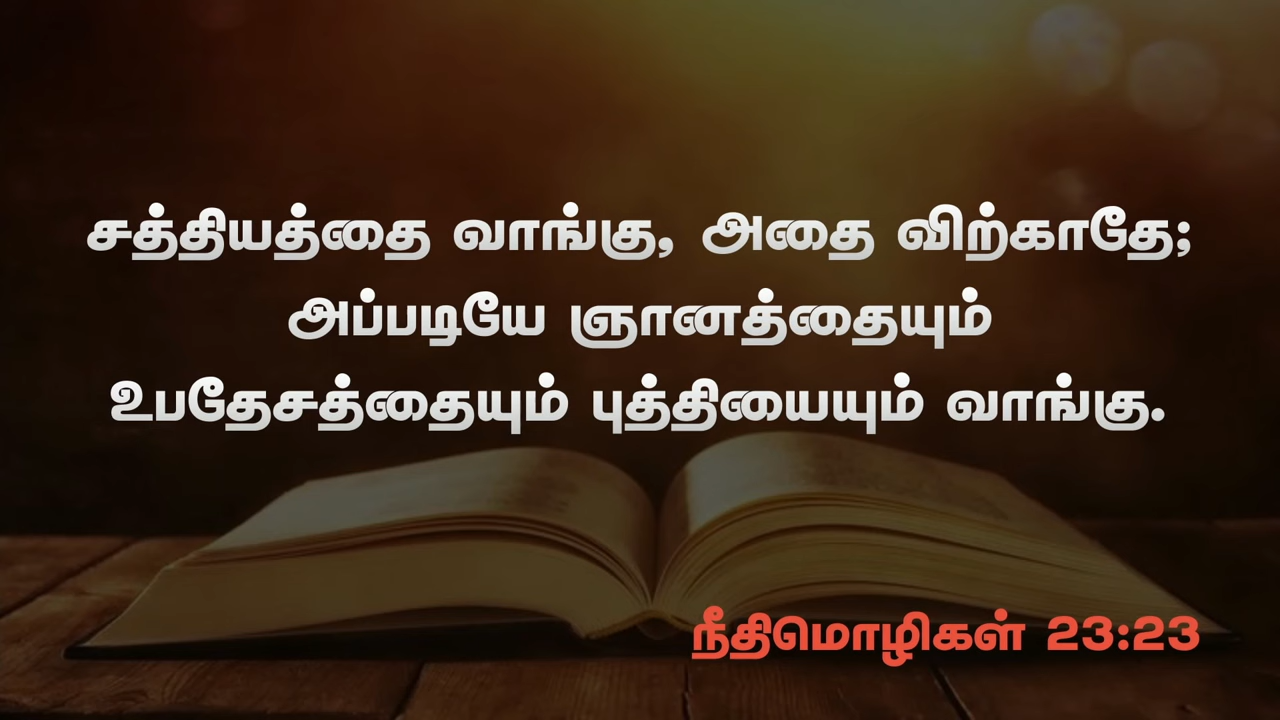 சத்தியத்தை வாங்கு, அதை விற்காதே;
அப்படியே ஞானத்தையும்
உபதேசத்தையும் புத்தியையும் வாங்கு.
நீதிமொழிகள் 23:23